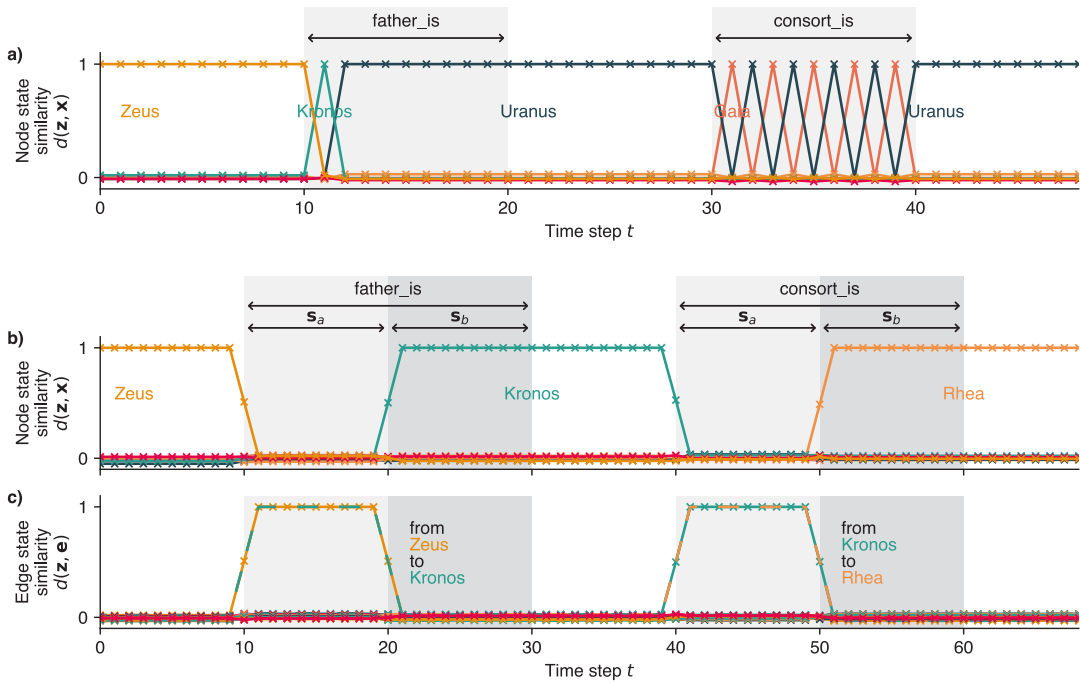 father_is
consort_is
a)
1
0
Node state
similarity
d(z, x)
Zeus
Kronos
Uranus
Gaia
Uranus
0
10
20
30
40
Time step t
father_is
consort_is
s_a
s_b
s_a
s_b
b)
1
0
Node state
similarity
d(z, x)
Zeus
Kronos
Rhea
c)
1
0
Edge state
similarity
d(z, e)
from
Zeus
to
Kronos
from
Kronos
to
Rhea
0
10
20
30
40
50
60
Time step t